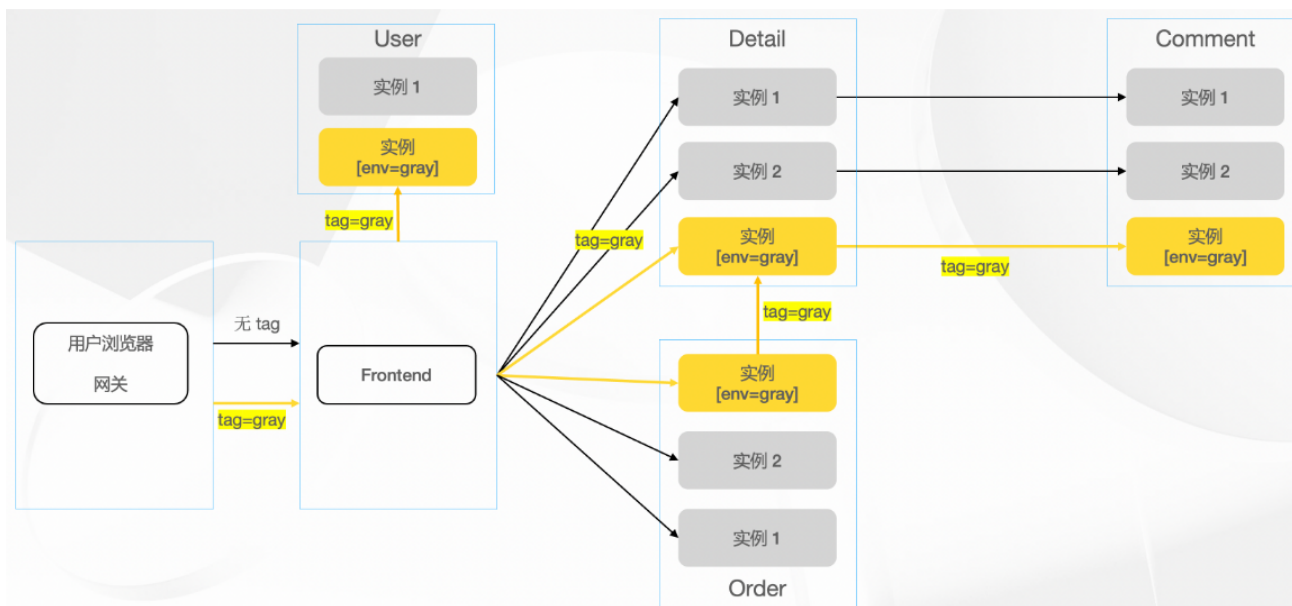 User
实例 1
实例
[env=gray]
tag=gray
用户浏览器
网关
无 tag
tag=gray
Frontend
tag=gray
Detail
实例 1
实例 2
实例
[env=gray]
tag=gray
实例
[env=gray]
实例 2
实例 1
Order
tag=gray
Comment
实例 1
实例 2
实例
[env=gray]